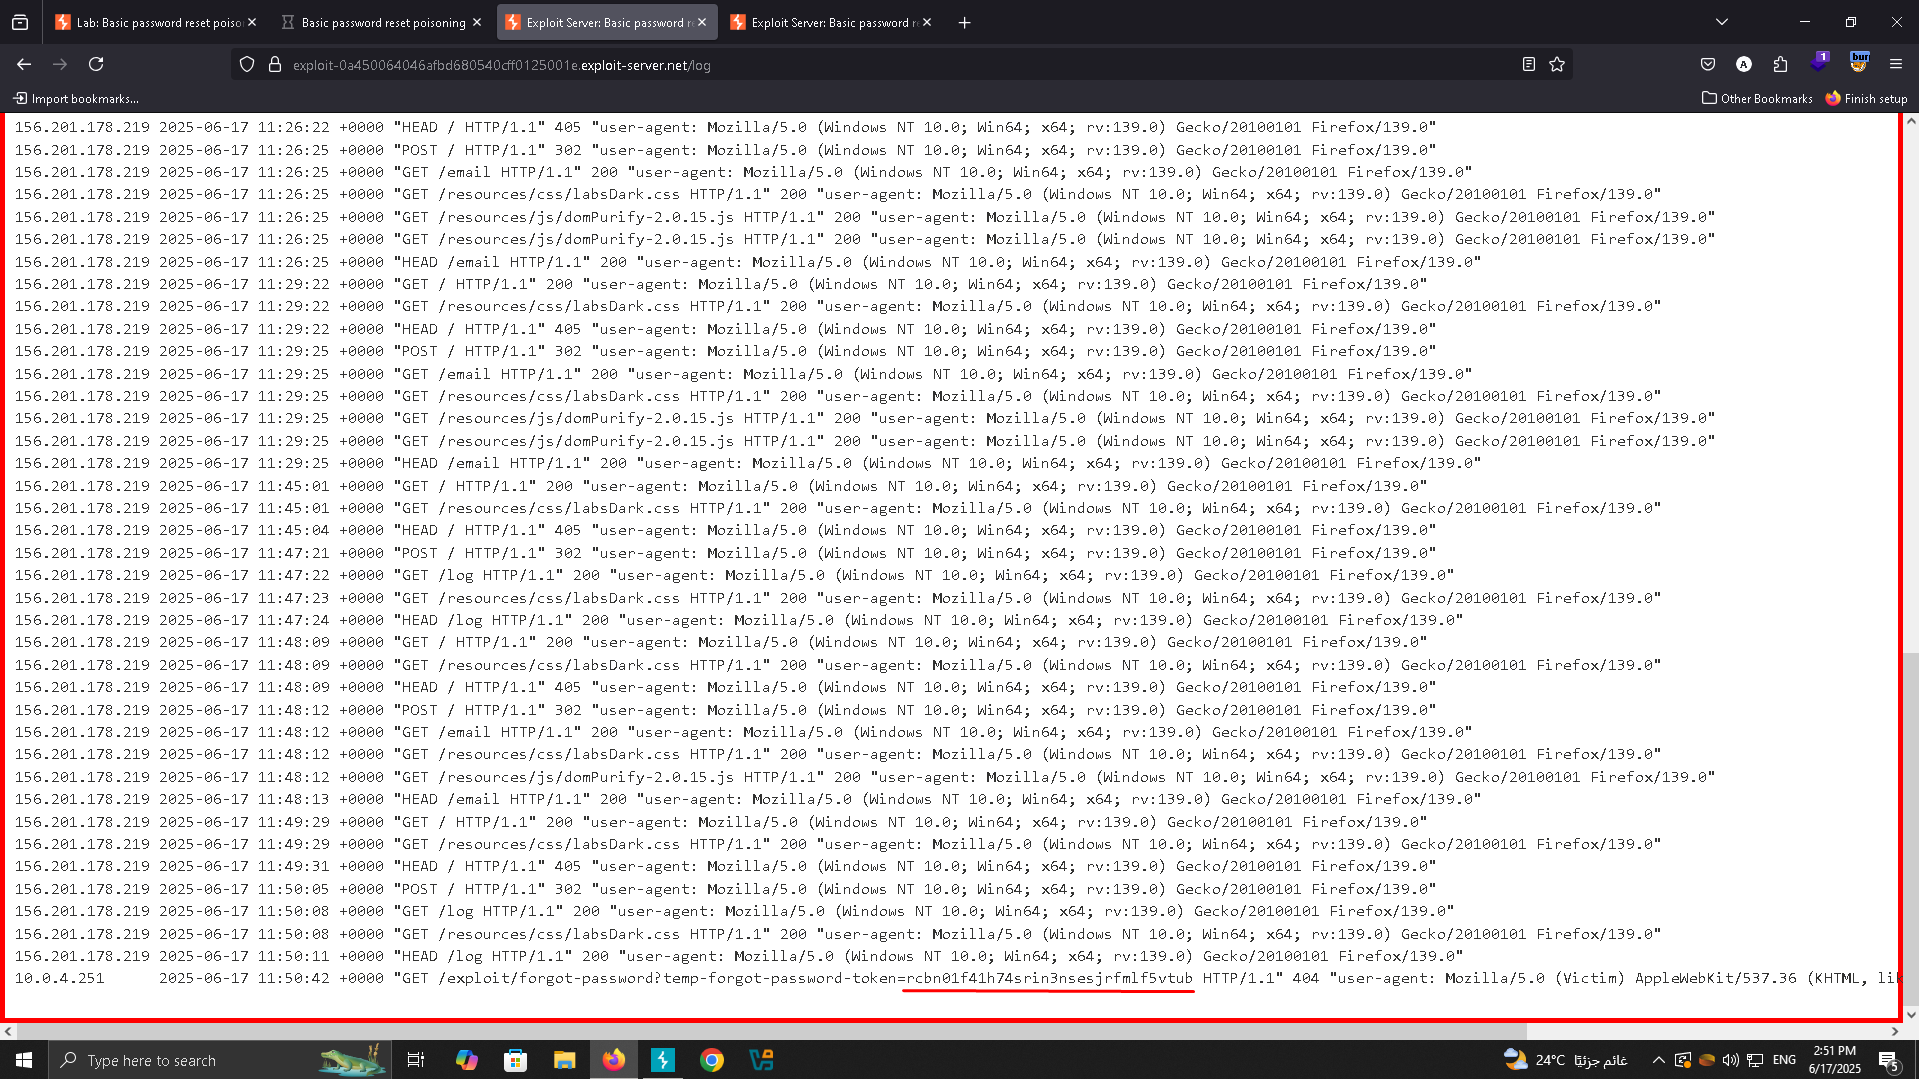 Lab: Basic password reset poiso
Basic password reset poisoning
Exploit Server: Basic password r
Exploit Server: Basic password r
exploit-0a450064046afbd680540cff0125001e.exploit-server.net/log
A
1
bur
Import bookmarks...
Other Bookmarks
Finish setup
156.201.178.219 2025-06-17 11:26:22 +0000 "HEAD / HTTP/1.1" 405 "user-agent: Mozilla/5.0 (Windows NT 10.0; Win64; x64; rv:139.0) Gecko/20100101 Firefox/139.0"
156.201.178.219 2025-06-17 11:26:25 +0000 "POST / HTTP/1.1" 302 "user-agent: Mozilla/5.0 (Windows NT 10.0; Win64; x64; rv:139.0) Gecko/20100101 Firefox/139.0"
156.201.178.219 2025-06-17 11:26:25 +0000 "GET /email HTTP/1.1" 200 "user-agent: Mozilla/5.0 (Windows NT 10.0; Win64; x64; rv:139.0) Gecko/20100101 Firefox/139.0"
156.201.178.219 2025-06-17 11:26:25 +0000 "GET /resources/css/labsDark.css HTTP/1.1" 200 "user-agent: Mozilla/5.0 (Windows NT 10.0; Win64; x64; rv:139.0) Gecko/20100101 Firefox/139.0"
156.201.178.219 2025-06-17 11:26:25 +0000 "GET /resources/js/domPurify-2.0.15.js HTTP/1.1" 200 "user-agent: Mozilla/5.0 (Windows NT 10.0; Win64; x64; rv:139.0) Gecko/20100101 Firefox/139.0"
156.201.178.219 2025-06-17 11:26:25 +0000 "GET /resources/js/domPurify-2.0.15.js HTTP/1.1" 200 "user-agent: Mozilla/5.0 (Windows NT 10.0; Win64; x64; rv:139.0) Gecko/20100101 Firefox/139.0"
156.201.178.219 2025-06-17 11:26:25 +0000 "HEAD /email HTTP/1.1" 200 "user-agent: Mozilla/5.0 (Windows NT 10.0; Win64; x64; rv:139.0) Gecko/20100101 Firefox/139.0"
156.201.178.219 2025-06-17 11:29:22 +0000 "GET / HTTP/1.1" 200 "user-agent: Mozilla/5.0 (Windows NT 10.0; Win64; x64; rv:139.0) Gecko/20100101 Firefox/139.0"
156.201.178.219 2025-06-17 11:29:22 +0000 "GET /resources/css/labsDark.css HTTP/1.1" 200 "user-agent: Mozilla/5.0 (Windows NT 10.0; Win64; x64; rv:139.0) Gecko/20100101 Firefox/139.0"
156.201.178.219 2025-06-17 11:29:22 +0000 "HEAD / HTTP/1.1" 405 "user-agent: Mozilla/5.0 (Windows NT 10.0; Win64; x64; rv:139.0) Gecko/20100101 Firefox/139.0"
156.201.178.219 2025-06-17 11:29:25 +0000 "POST / HTTP/1.1" 302 "user-agent: Mozilla/5.0 (Windows NT 10.0; Win64; x64; rv:139.0) Gecko/20100101 Firefox/139.0"
156.201.178.219 2025-06-17 11:29:25 +0000 "GET /email HTTP/1.1" 200 "user-agent: Mozilla/5.0 (Windows NT 10.0; Win64; x64; rv:139.0) Gecko/20100101 Firefox/139.0"
156.201.178.219 2025-06-17 11:29:25 +0000 "GET /resources/css/labsDark.css HTTP/1.1" 200 "user-agent: Mozilla/5.0 (Windows NT 10.0; Win64; x64; rv:139.0) Gecko/20100101 Firefox/139.0"
156.201.178.219 2025-06-17 11:29:25 +0000 "GET /resources/js/domPurify-2.0.15.js HTTP/1.1" 200 "user-agent: Mozilla/5.0 (Windows NT 10.0; Win64; x64; rv:139.0) Gecko/20100101 Firefox/139.0"
156.201.178.219 2025-06-17 11:29:25 +0000 "GET /resources/js/domPurify-2.0.15.js HTTP/1.1" 200 "user-agent: Mozilla/5.0 (Windows NT 10.0; Win64; x64; rv:139.0) Gecko/20100101 Firefox/139.0"
156.201.178.219 2025-06-17 11:29:25 +0000 "HEAD /email HTTP/1.1" 200 "user-agent: Mozilla/5.0 (Windows NT 10.0; Win64; x64; rv:139.0) Gecko/20100101 Firefox/139.0"
156.201.178.219 2025-06-17 11:45:01 +0000 "GET / HTTP/1.1" 200 "user-agent: Mozilla/5.0 (Windows NT 10.0; Win64; x64; rv:139.0) Gecko/20100101 Firefox/139.0"
156.201.178.219 2025-06-17 11:45:01 +0000 "GET /resources/css/labsDark.css HTTP/1.1" 200 "user-agent: Mozilla/5.0 (Windows NT 10.0; Win64; x64; rv:139.0) Gecko/20100101 Firefox/139.0"
156.201.178.219 2025-06-17 11:45:04 +0000 "HEAD / HTTP/1.1" 405 "user-agent: Mozilla/5.0 (Windows NT 10.0; Win64; x64; rv:139.0) Gecko/20100101 Firefox/139.0"
156.201.178.219 2025-06-17 11:47:21 +0000 "POST / HTTP/1.1" 302 "user-agent: Mozilla/5.0 (Windows NT 10.0; Win64; x64; rv:139.0) Gecko/20100101 Firefox/139.0"
156.201.178.219 2025-06-17 11:47:22 +0000 "GET /log HTTP/1.1" 200 "user-agent: Mozilla/5.0 (Windows NT 10.0; Win64; x64; rv:139.0) Gecko/20100101 Firefox/139.0"
156.201.178.219 2025-06-17 11:47:23 +0000 "GET /resources/css/labsDark.css HTTP/1.1" 200 "user-agent: Mozilla/5.0 (Windows NT 10.0; Win64; x64; rv:139.0) Gecko/20100101 Firefox/139.0"
156.201.178.219 2025-06-17 11:47:24 +0000 "HEAD /log HTTP/1.1" 200 "user-agent: Mozilla/5.0 (Windows NT 10.0; Win64; x64; rv:139.0) Gecko/20100101 Firefox/139.0"
156.201.178.219 2025-06-17 11:48:09 +0000 "GET / HTTP/1.1" 200 "user-agent: Mozilla/5.0 (Windows NT 10.0; Win64; x64; rv:139.0) Gecko/20100101 Firefox/139.0"
156.201.178.219 2025-06-17 11:48:09 +0000 "GET /resources/css/labsDark.css HTTP/1.1" 200 "user-agent: Mozilla/5.0 (Windows NT 10.0; Win64; x64; rv:139.0) Gecko/20100101 Firefox/139.0"
156.201.178.219 2025-06-17 11:48:09 +0000 "HEAD / HTTP/1.1" 405 "user-agent: Mozilla/5.0 (Windows NT 10.0; Win64; x64; rv:139.0) Gecko/20100101 Firefox/139.0"
156.201.178.219 2025-06-17 11:48:12 +0000 "POST / HTTP/1.1" 302 "user-agent: Mozilla/5.0 (Windows NT 10.0; Win64; x64; rv:139.0) Gecko/20100101 Firefox/139.0"
156.201.178.219 2025-06-17 11:48:12 +0000 "GET /email HTTP/1.1" 200 "user-agent: Mozilla/5.0 (Windows NT 10.0; Win64; x64; rv:139.0) Gecko/20100101 Firefox/139.0"
156.201.178.219 2025-06-17 11:48:12 +0000 "GET /resources/css/labsDark.css HTTP/1.1" 200 "user-agent: Mozilla/5.0 (Windows NT 10.0; Win64; x64; rv:139.0) Gecko/20100101 Firefox/139.0"
156.201.178.219 2025-06-17 11:48:12 +0000 "GET /resources/js/domPurify-2.0.15.js HTTP/1.1" 200 "user-agent: Mozilla/5.0 (Windows NT 10.0; Win64; x64; rv:139.0) Gecko/20100101 Firefox/139.0"
156.201.178.219 2025-06-17 11:48:13 +0000 "HEAD /email HTTP/1.1" 200 "user-agent: Mozilla/5.0 (Windows NT 10.0; Win64; x64; rv:139.0) Gecko/20100101 Firefox/139.0"
156.201.178.219 2025-06-17 11:49:29 +0000 "GET / HTTP/1.1" 200 "user-agent: Mozilla/5.0 (Windows NT 10.0; Win64; x64; rv:139.0) Gecko/20100101 Firefox/139.0"
156.201.178.219 2025-06-17 11:49:29 +0000 "GET /resources/css/labsDark.css HTTP/1.1" 200 "user-agent: Mozilla/5.0 (Windows NT 10.0; Win64; x64; rv:139.0) Gecko/20100101 Firefox/139.0"
156.201.178.219 2025-06-17 11:49:31 +0000 "HEAD / HTTP/1.1" 405 "user-agent: Mozilla/5.0 (Windows NT 10.0; Win64; x64; rv:139.0) Gecko/20100101 Firefox/139.0"
156.201.178.219 2025-06-17 11:50:05 +0000 "POST / HTTP/1.1" 302 "user-agent: Mozilla/5.0 (Windows NT 10.0; Win64; x64; rv:139.0) Gecko/20100101 Firefox/139.0"
156.201.178.219 2025-06-17 11:50:08 +0000 "GET /log HTTP/1.1" 200 "user-agent: Mozilla/5.0 (Windows NT 10.0; Win64; x64; rv:139.0) Gecko/20100101 Firefox/139.0"
156.201.178.219 2025-06-17 11:50:08 +0000 "GET /resources/css/labsDark.css HTTP/1.1" 200 "user-agent: Mozilla/5.0 (Windows NT 10.0; Win64; x64; rv:139.0) Gecko/20100101 Firefox/139.0"
156.201.178.219 2025-06-17 11:50:11 +0000 "HEAD /log HTTP/1.1" 200 "user-agent: Mozilla/5.0 (Windows NT 10.0; Win64; x64; rv:139.0) Gecko/20100101 Firefox/139.0"
10.0.4.251 2025-06-17 11:50:42 +0000 "GET /exploit/forgot-password?temp-forgot-password-token=rcbn01f41h74srin3nsesjrfmlf5vtub HTTP/1.1" 404 "user-agent: Mozilla/5.0 (Victim) AppleWebKit/537.36 (KHTML, lik
Type here to search
24°C غائم جزئيًا
ENG
2:51 PM
6/17/2025
5